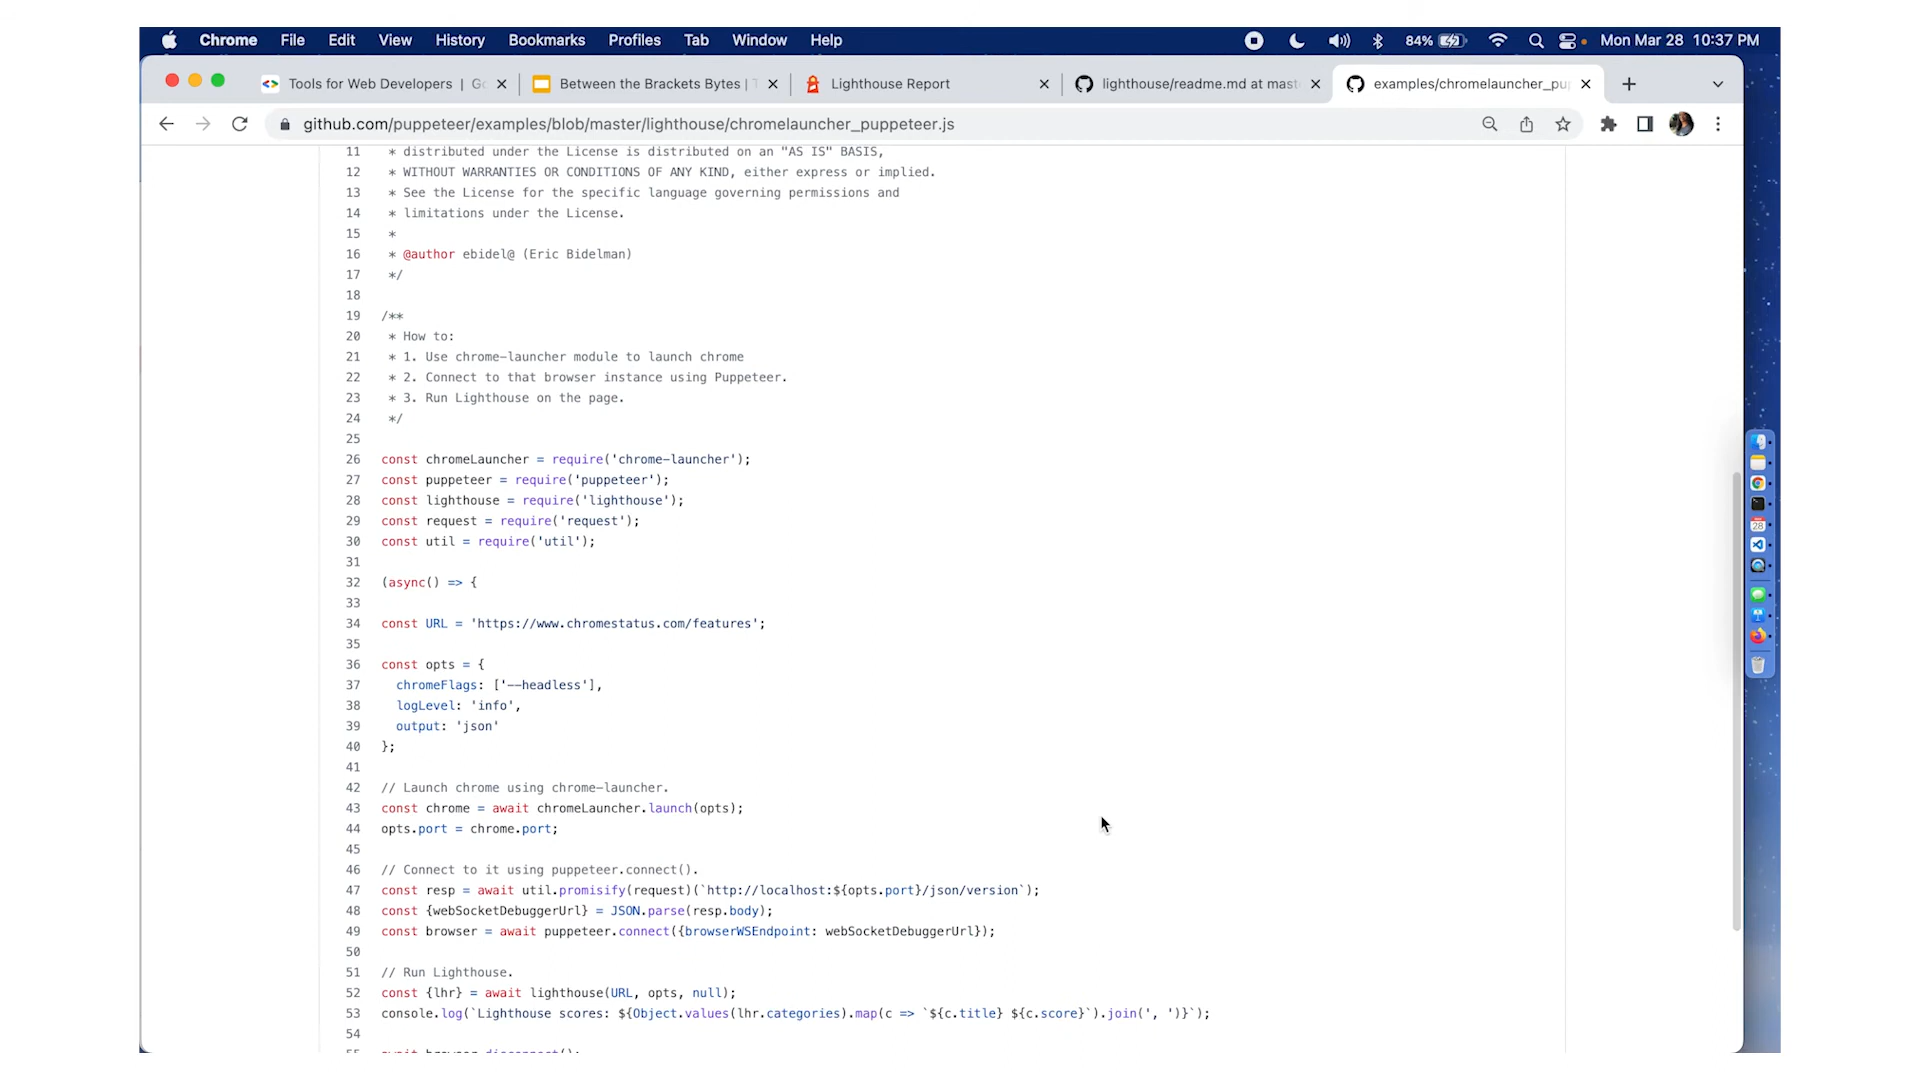 Chrome File Edit View History Bookmarks Profiles Tab Window Help 84% Mon Mar 28 10:37 PM
Tools for Web Developers | Go Between the Brackets Bytes | T Lighthouse Report lighthouse/readme.md at mast examples/chromelauncher_pup
github.com/puppeteer/examples/blob/master/lighthouse/chromelauncher_puppeteer.js
11 * distributed under the License is distributed on an "AS IS" BASIS,
12 * WITHOUT WARRANTIES OR CONDITIONS OF ANY KIND, either express or implied.
13 * See the License for the specific language governing permissions and
14 * limitations under the License.
15 *
16 * @author ebidel@ (Eric Bidelman)
17 */
18
19 /**
20 * How to:
21 * 1. Use chrome-launcher module to launch chrome
22 * 2. Connect to that browser instance using Puppeteer.
23 * 3. Run Lighthouse on the page.
24 */
25
26 const chromeLauncher = require('chrome-launcher');
27 const puppeteer = require('puppeteer');
28 const lighthouse = require('lighthouse');
29 const request = require('request');
30 const util = require('util');
31
32 (async() => {
33
34 const URL = 'https://www.chromestatus.com/features';
35
36 const opts = {
37 chromeFlags: ['--headless'],
38 logLevel: 'info',
39 output: 'json'
40 };
41
42 // Launch chrome using chrome-launcher.
43 const chrome = await chromeLauncher.launch(opts);
44 opts.port = chrome.port;
45
46 // Connect to it using puppeteer.connect().
47 const resp = await util.promisify(request)(`http://localhost:${opts.port}/json/version`);
48 const {webSocketDebuggerUrl} = JSON.parse(resp.body);
49 const browser = await puppeteer.connect({browserWSEndpoint: webSocketDebuggerUrl});
50
51 // Run Lighthouse.
52 const {lhr} = await lighthouse(URL, opts, null);
53 console.log(`Lighthouse scores: ${Object.values(lhr.categories).map(c => `${c.title} ${c.score}`).join(', ')}`);
54
55 await browser.disconnect();
28